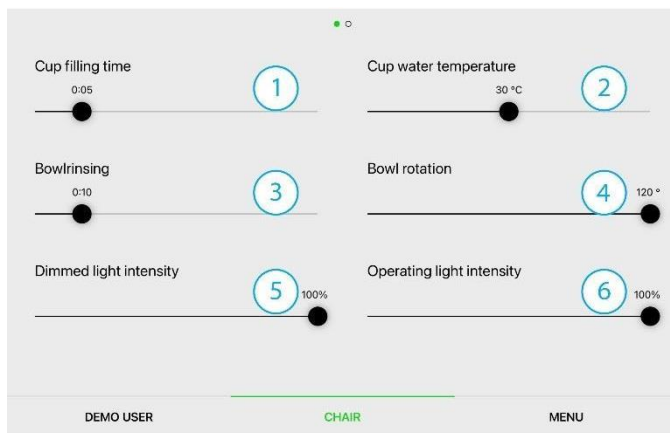 Cup filling time
0:05
1
Cup water temperature
30 °C
2
Bowlrinsing
0:10
3
Bowl rotation
120 °
4
Dimmed light intensity
100%
5
Operating light intensity
100%
6
DEMO USER
CHAIR
MENU